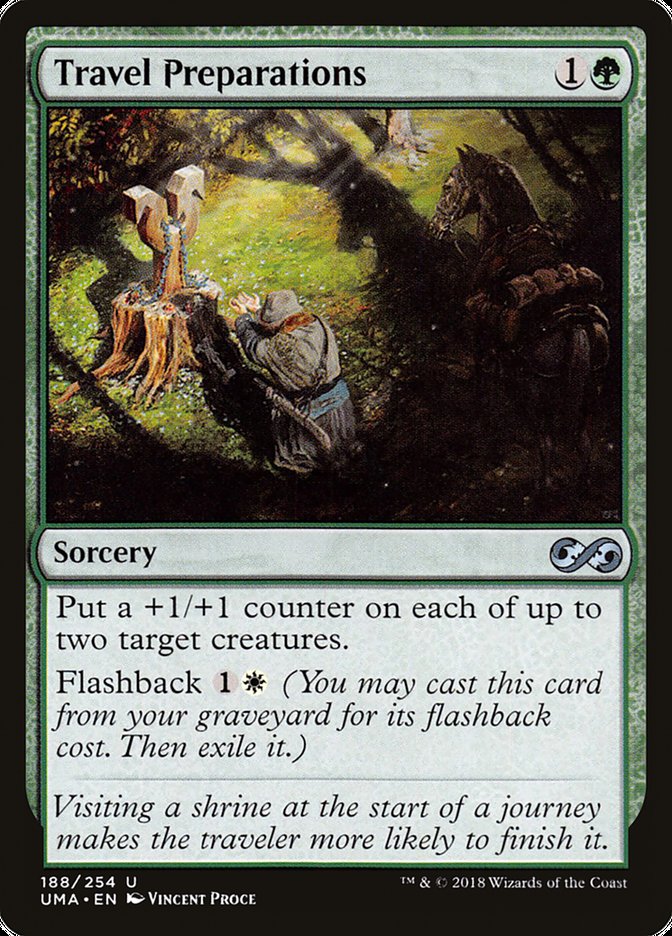 Travel Preparations 1
Sorcery
Put a +1/+1 counter on each of up to
two target creatures.
Flashback 1 (You may cast this card
from your graveyard for its flashback
cost. Then exile it.)
Visiting a shrine at the start of a journey
makes the traveler more likely to finish it.
188/254 U
UMA • EN Vincent Proce
™ & © 2018 Wizards of the Coast